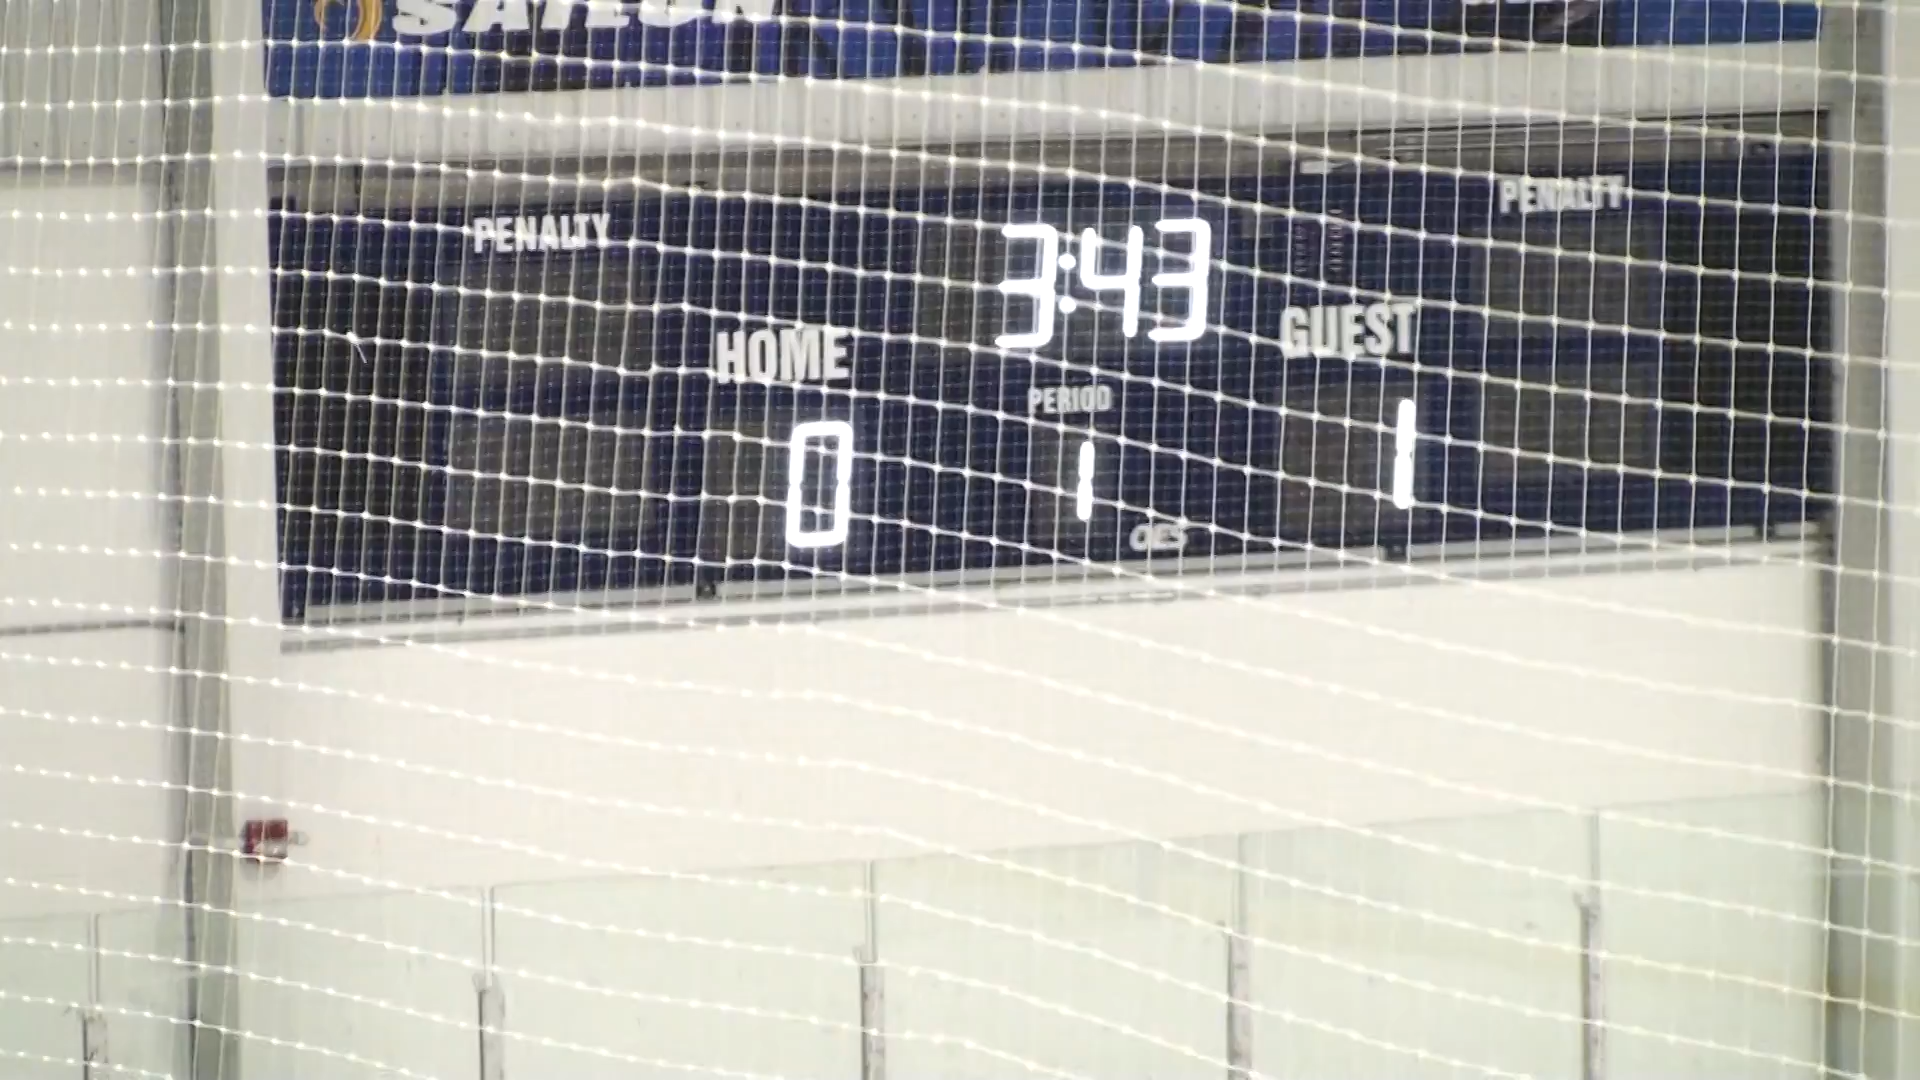 PENALTY
3:43
PENALTY
HOME
GUEST
PERIOD
0
1
1
OES